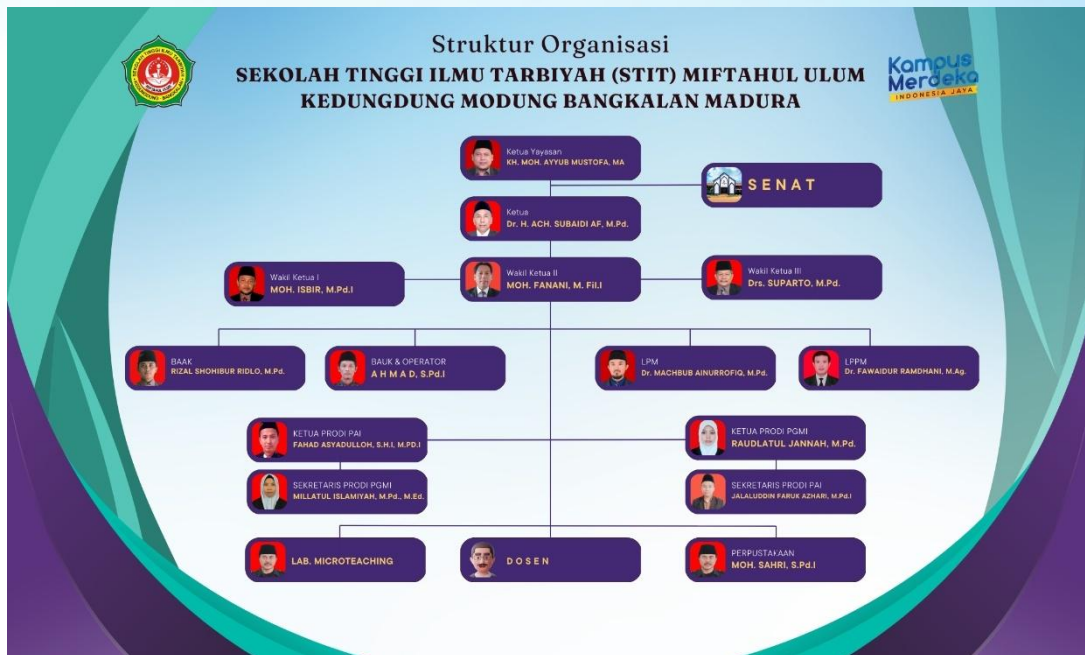 Struktur Organisasi
SEKOLAH TINGGI ILMU TARBIYAH (STIT) MIFTAHUL ULUM
KEDUNGDUNG MODUNG BANGKALAN MADURA
Kampus
Merdeka
INDONESIA JAYA
Ketua Yayasan
KH. MOH. AYYUB MUSTOFA, MA
SENAT
Ketua
Dr. H. ACH. SUBAIDI AF, M.Pd.
Wakil Ketua I
MOH. ISBIR, M.Pd.I
Wakil Ketua II
MOH. FANANI, M. Fil.I
Wakil Ketua III
Drs. SUPARTO, M.Pd.
BAAK
RIZAL SHOHIBUR RIDLO, M.Pd.
BAUK & OPERATOR
A H M A D, S.Pd.I
LPM
Dr. MACHBUB AINURROFIQ, M.Pd.
LPPM
Dr. FAWAIDUR RAMDHANI, M.Ag.
KETUA PRODI PAI
FAHAD ASYADULLOH, S.H.I, M.PD.I
KETUA PRODI PGMI
RAUDLATUL JANNAH, M.Pd.
SEKRETARIS PRODI PGMI
MILLATUL ISLAMIYAH, M.Pd., M.Ed.
SEKRETARIS PRODI PAI
JALALUDDIN FARUK AZHARI, M.Pd.I
LAB. MICROTEACHING
D O S E N
PERPUSTAKAAN
MOH. SAHRI, S.Pd.I